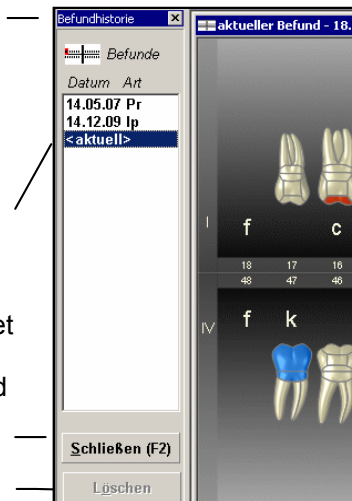 Befundhistorie
Befunde
Datum Art
14.05.07 Pr
14.12.09 Ip
<aktuell>
et
d
Schließen (F2)
Löschen
aktueller Befund - 18.
I
f c
18 17 16
48 47 46
IV f k